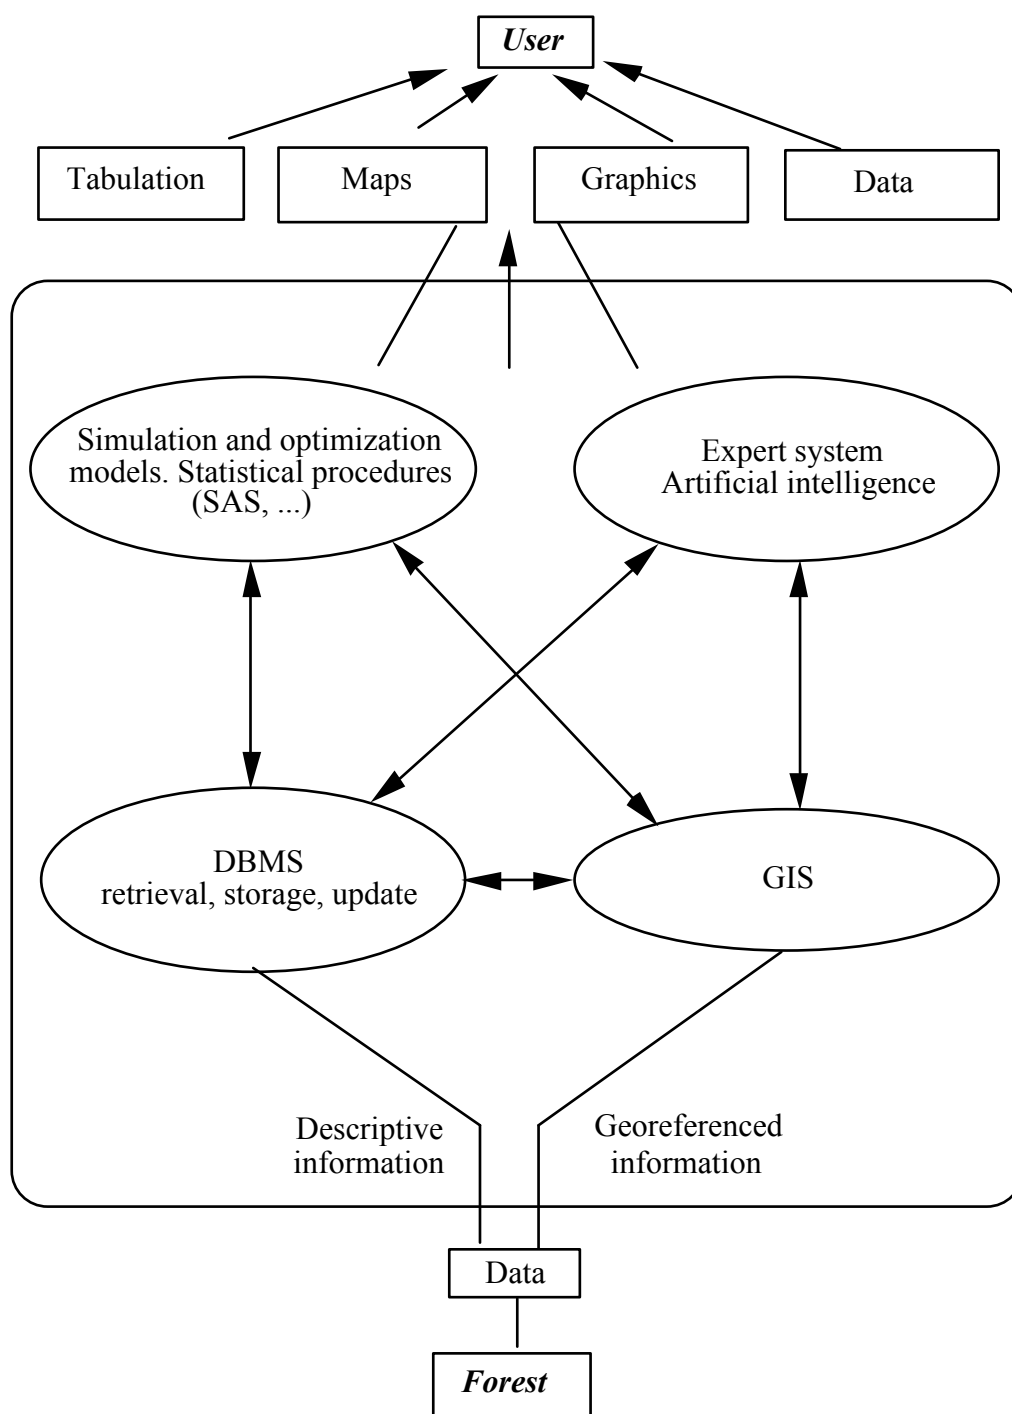 User
Tabulation
Maps
Graphics
Data
Simulation and optimization
models. Statistical procedures
(SAS, ...)
Expert system
Artificial intelligence
DBMS
retrieval, storage, update
GIS
Descriptive
information
Georeferenced
information
Data
Forest